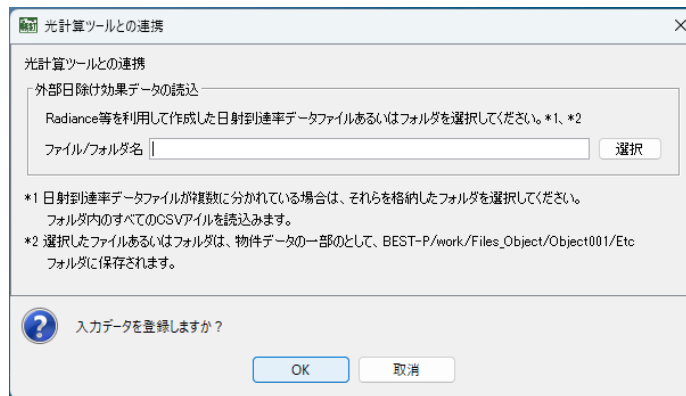 光計算ツールとの連携
光計算ツールとの連携
外部日除け効果データの読込
Radiance等を利用して作成した日射到達率データファイルあるいはフォルダを選択してください。*1、*2
ファイル/フォルダ名
選択
*1 日射到達率データファイルが複数に分かれている場合は、それらを格納したフォルダを選択してください。
フォルダ内のすべてのCSVアイルを読込みます。
*2 選択したファイルあるいはフォルダは、物件データの一部のとして、BEST-P/work/Files_Object/Object001/Etc
フォルダに保存されます。
入力データを登録しますか？
OK
取消